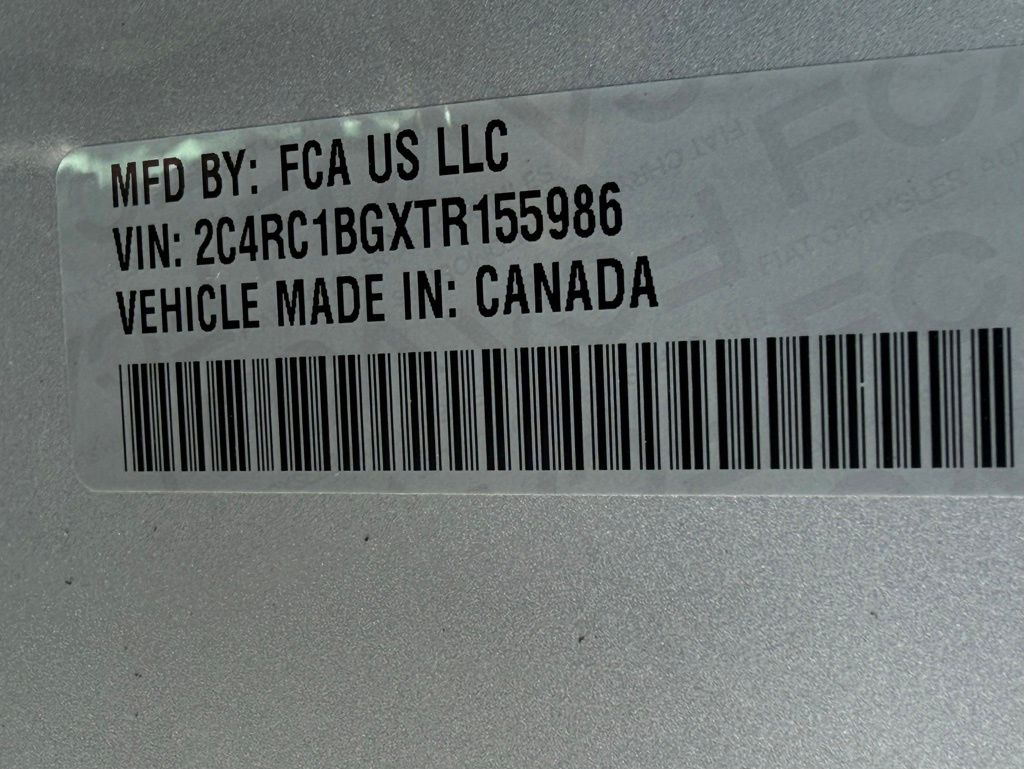 MFD BY: FCA US LLC
VIN: 2C4RC1BGXTR155986
VEHICLE MADE IN: CANADA